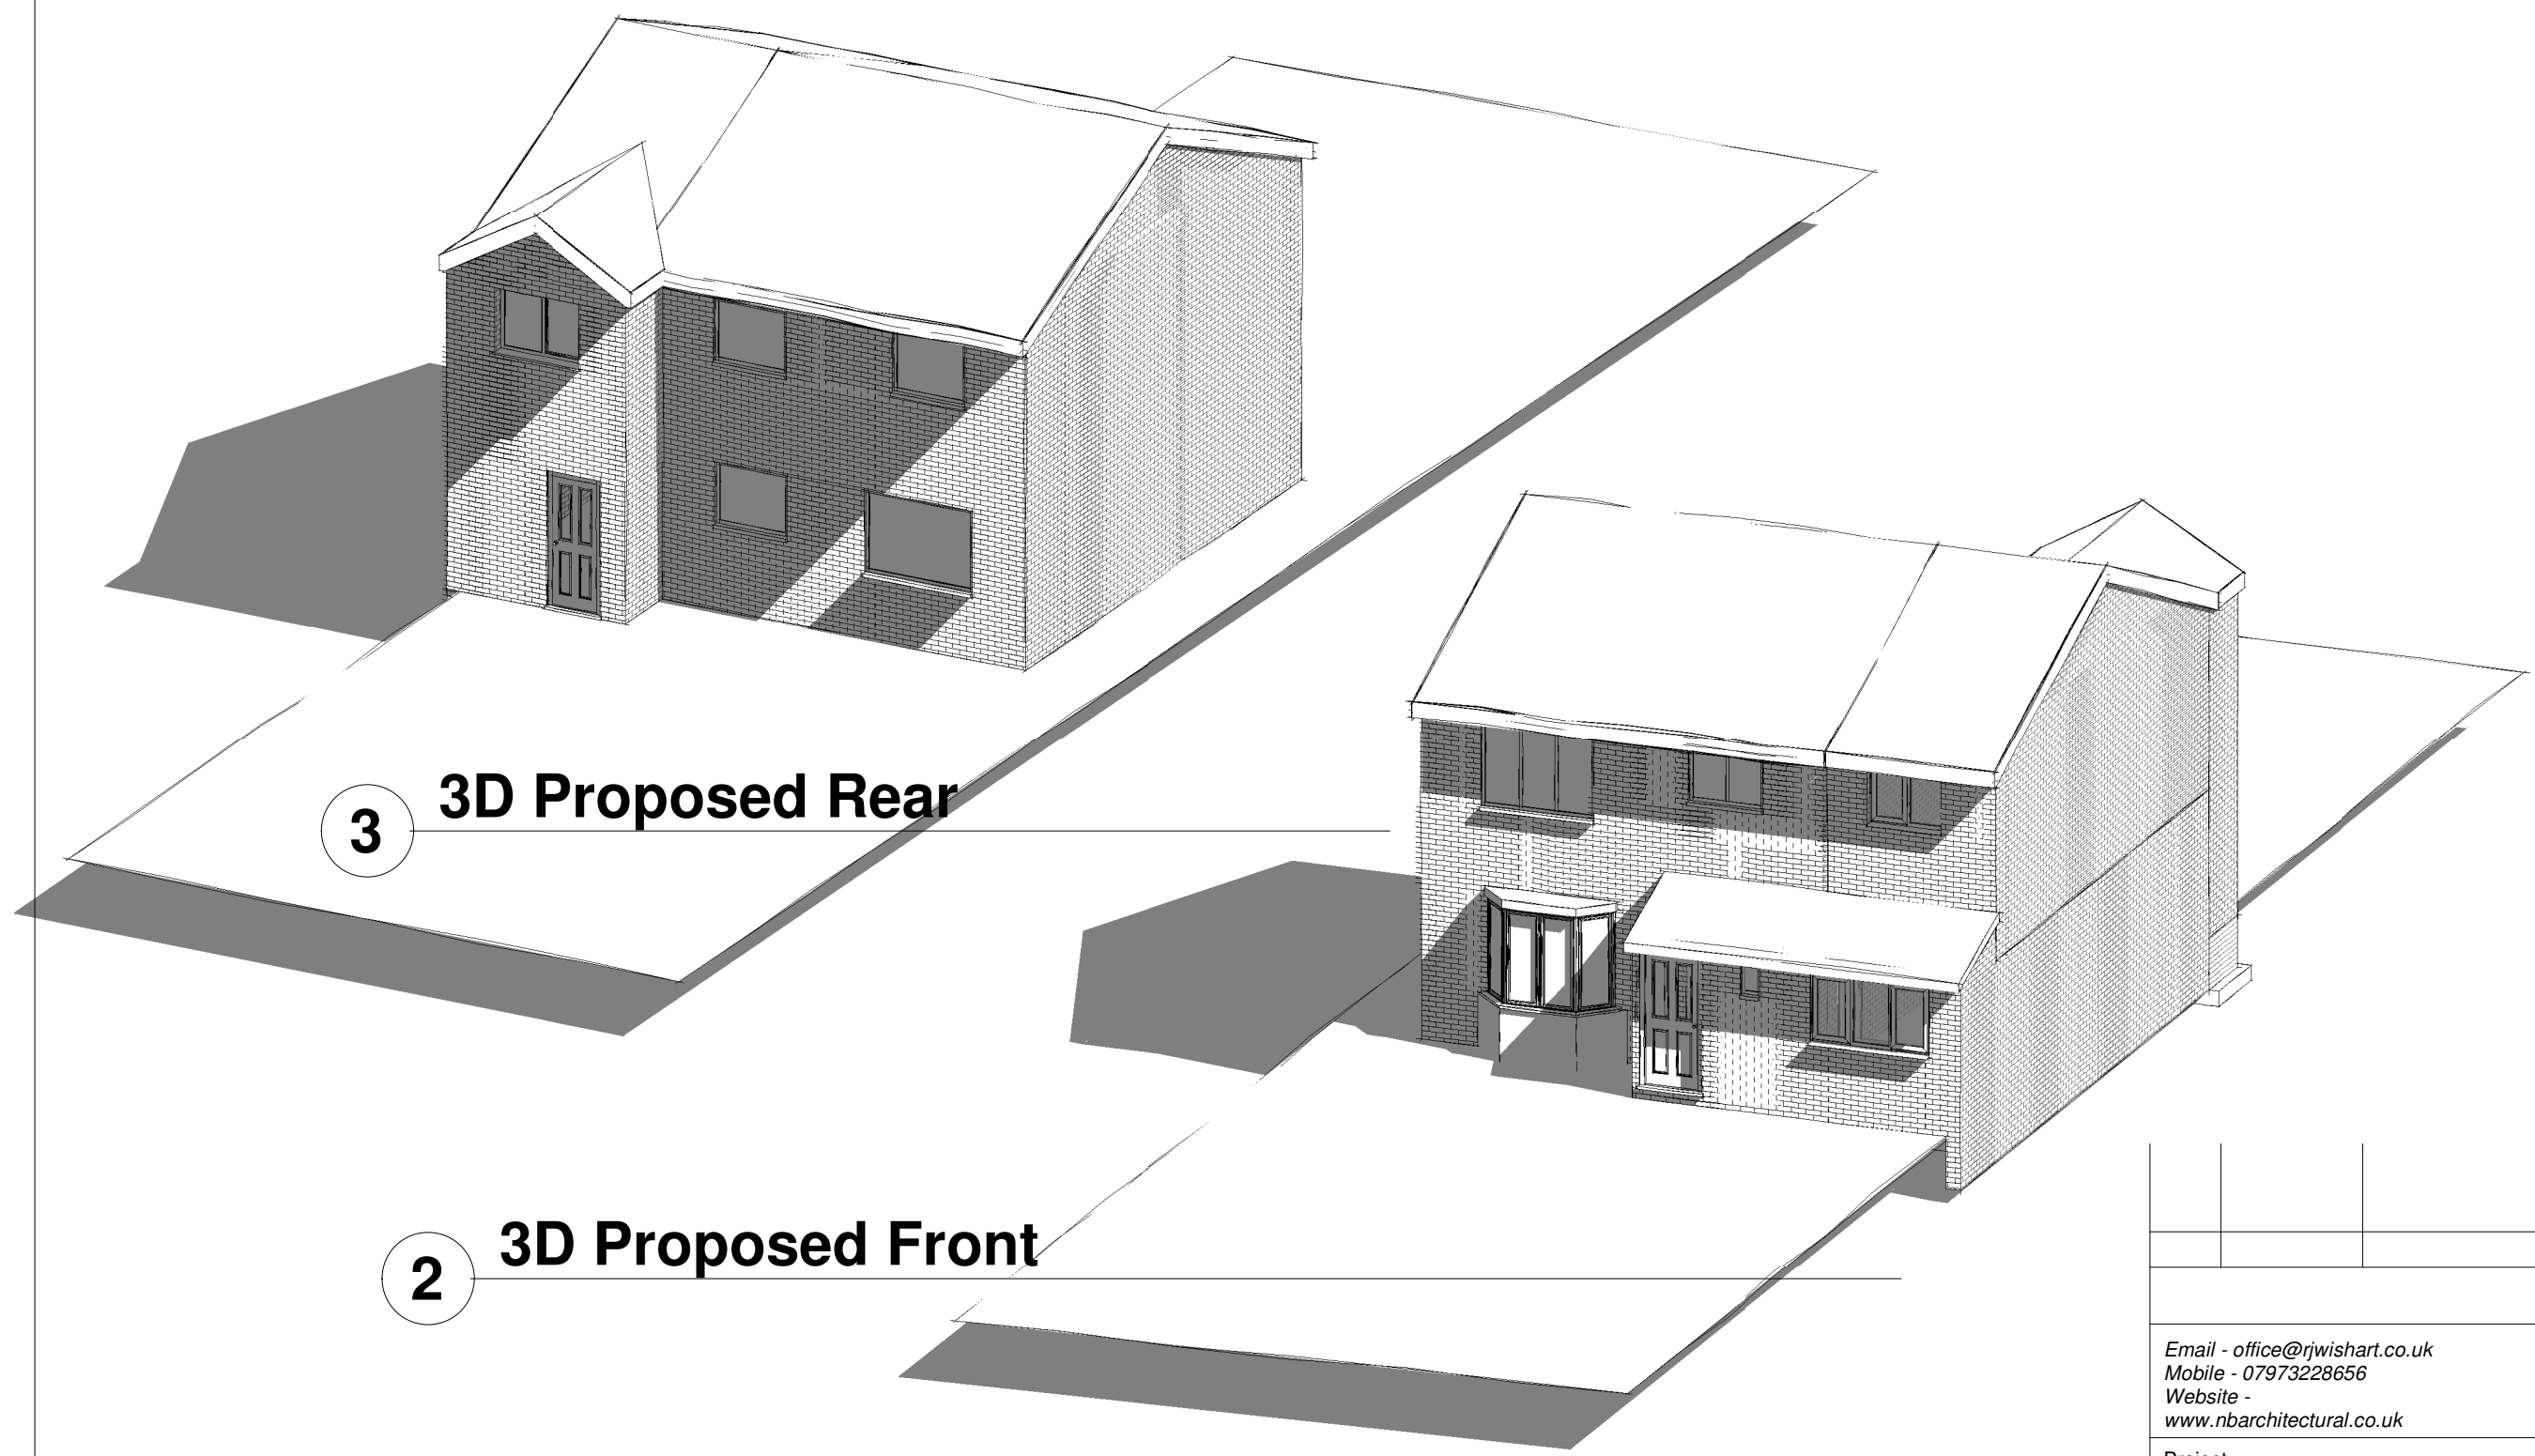 3
3D Proposed Rear
2
3D Proposed Front
Email - office@rjwishart.co.uk
Mobile - 07973228656
Website -
www.nbarchitectural.co.uk
Project